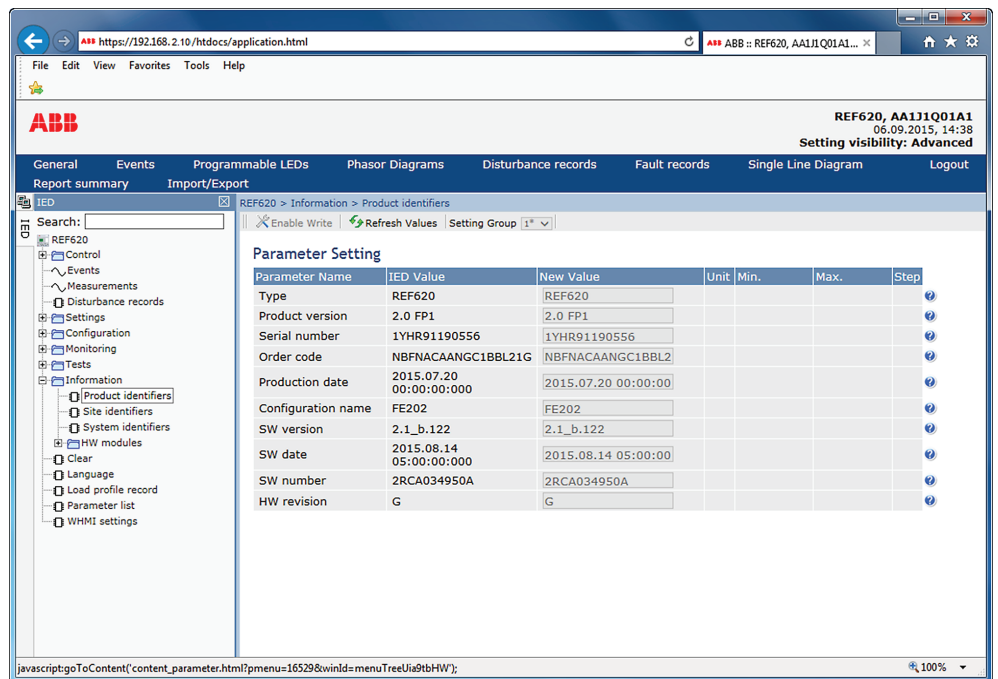 ABB https://192.168.2.10/htdocs/application.html
ABB ABB :: REF620, AA1J1Q01A1...
File Edit View Favorites Tools Help
ABB
REF620, AA1J1Q01A1
06.09.2015, 14:38
Setting visibility: Advanced
General Events Programmable LEDs Phasor Diagrams Disturbance records Fault records Single Line Diagram Logout
Report summary Import/Export
IED
REF620 > Information > Product identifiers
IED
Search:
Enable Write Refresh Values Setting Group 1*
REF620
Control
Events
Measurements
Disturbance records
Settings
Configuration
Monitoring
Tests
Information
Product identifiers
Site identifiers
System identifiers
HW modules
Clear
Language
Load profile record
Parameter list
WHMI settings
Parameter Setting
Parameter Name IED Value New Value Unit Min. Max. Step
Type REF620 REF620
Product version 2.0 FP1 2.0 FP1
Serial number 1YHR91190556 1YHR91190556
Order code NBFNACAANGC1BBL21G NBFNACAANGC1BBL2
Production date 2015.07.20 00:00:00:000 2015.07.20 00:00:00
Configuration name FE202 FE202
SW version 2.1_b.122 2.1_b.122
SW date 2015.08.14 05:00:00:000 2015.08.14 05:00:00
SW number 2RCA034950A 2RCA034950A
HW revision G G
javascript:goToContent('content_parameter.html?pmenu=16529&winId=menuTreeUia9tbHW');
100%